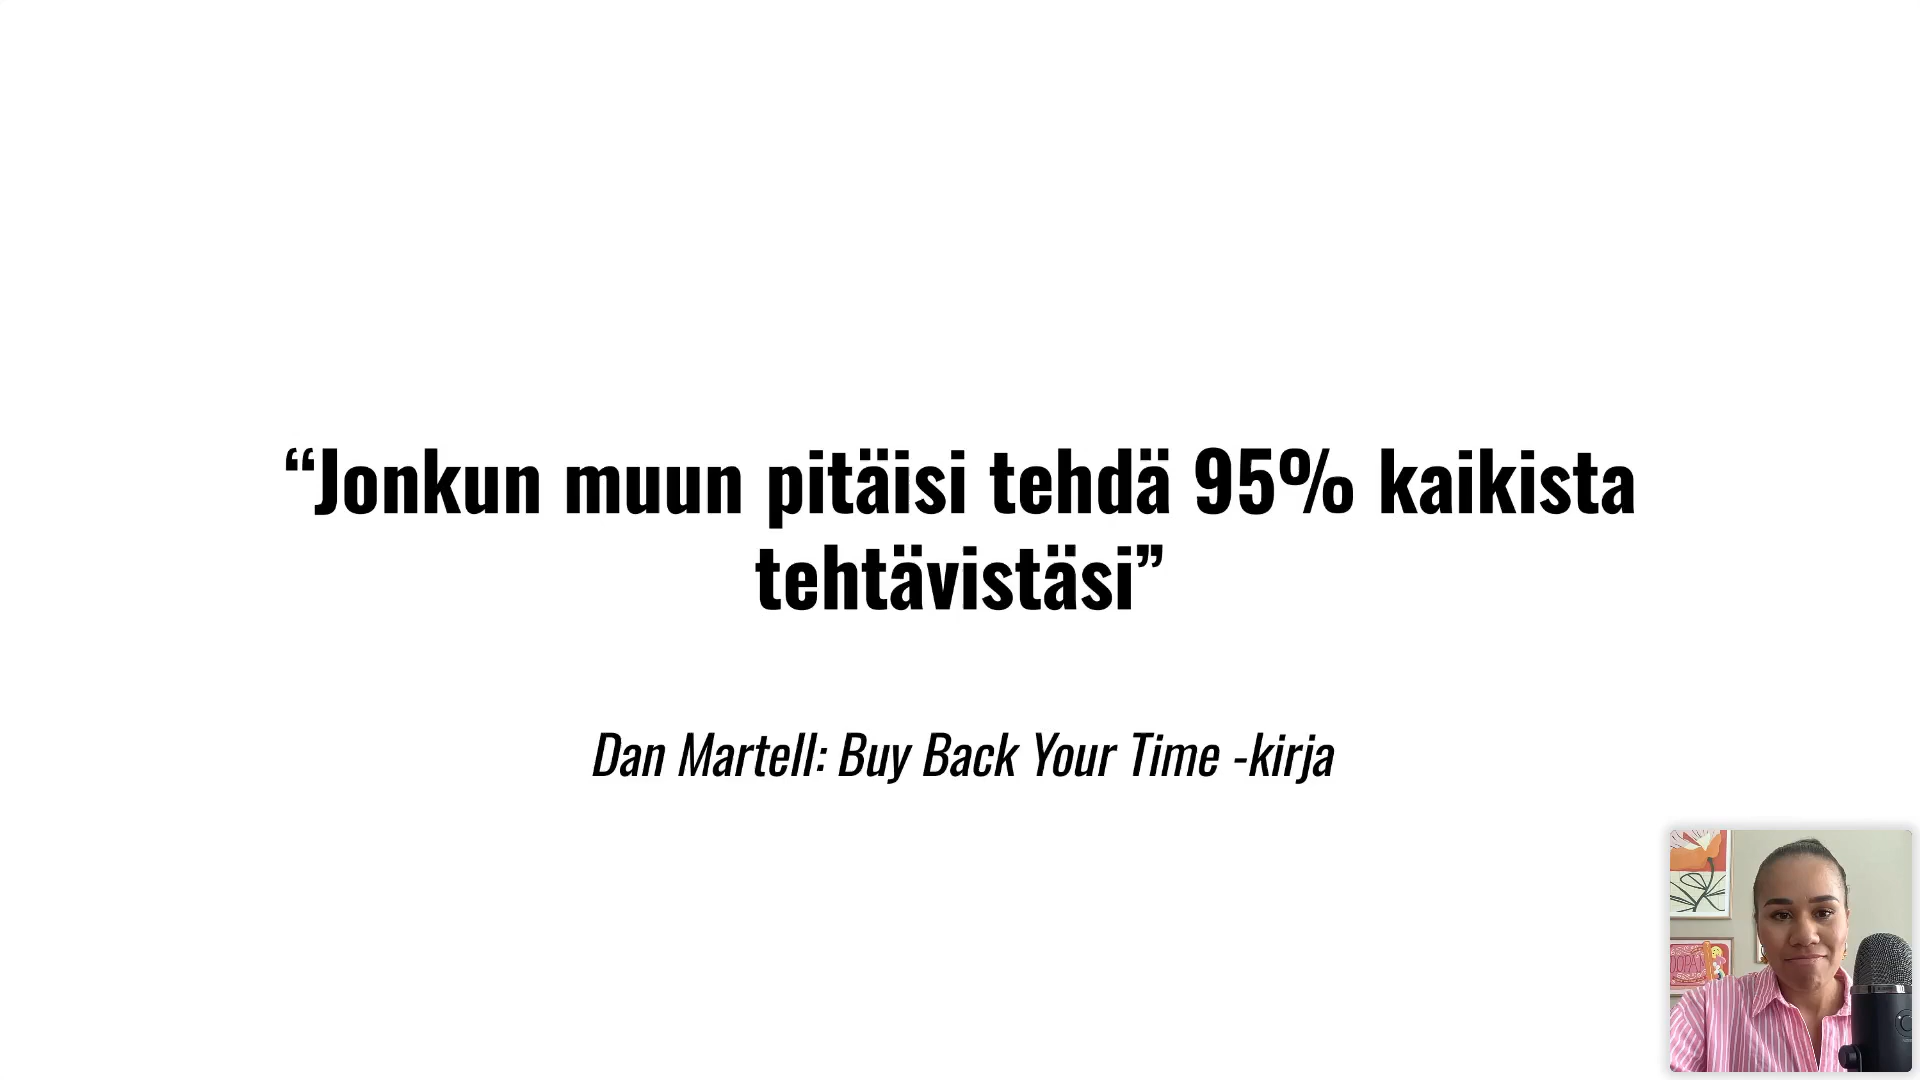 “Jonkun muun pitäisi tehdä 95% kaikista
tehtävistäsi”
Dan Martell: Buy Back Your Time -kirja